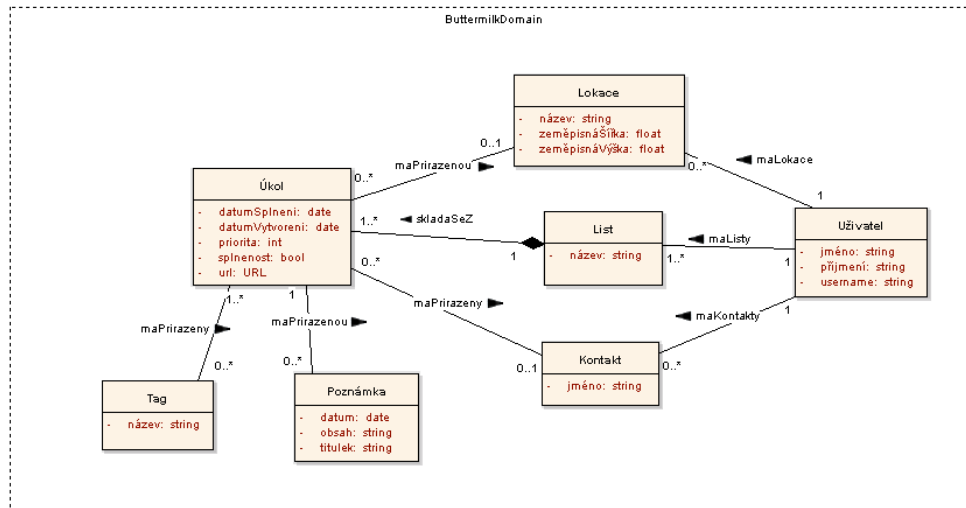 ButtermilkDomain
Lokace
- název: string
- zeměpisnáŠířka: float
- zeměpisnáVýška: float
0..1
maPrirazenou
0..*
0..*
maLokace
1
Úkol
- datumSplneni: date
- datumVytvoreni: date
- priorita: int
- splnenost: bool
- url: URL
1..*
skladaSeZ
1
List
- název: string
1..*
maListy
1
Uživatel
- jméno: string
- příjmení: string
- username: string
0..*
maPrirazeny
0..1
maKontakty
1
0..*
Kontakt
- jméno: string
1..*
maPrirazeny
0..*
1
maPrirazenou
0..*
Tag
- název: string
Poznámka
- datum: date
- obsah: string
- titulek: string